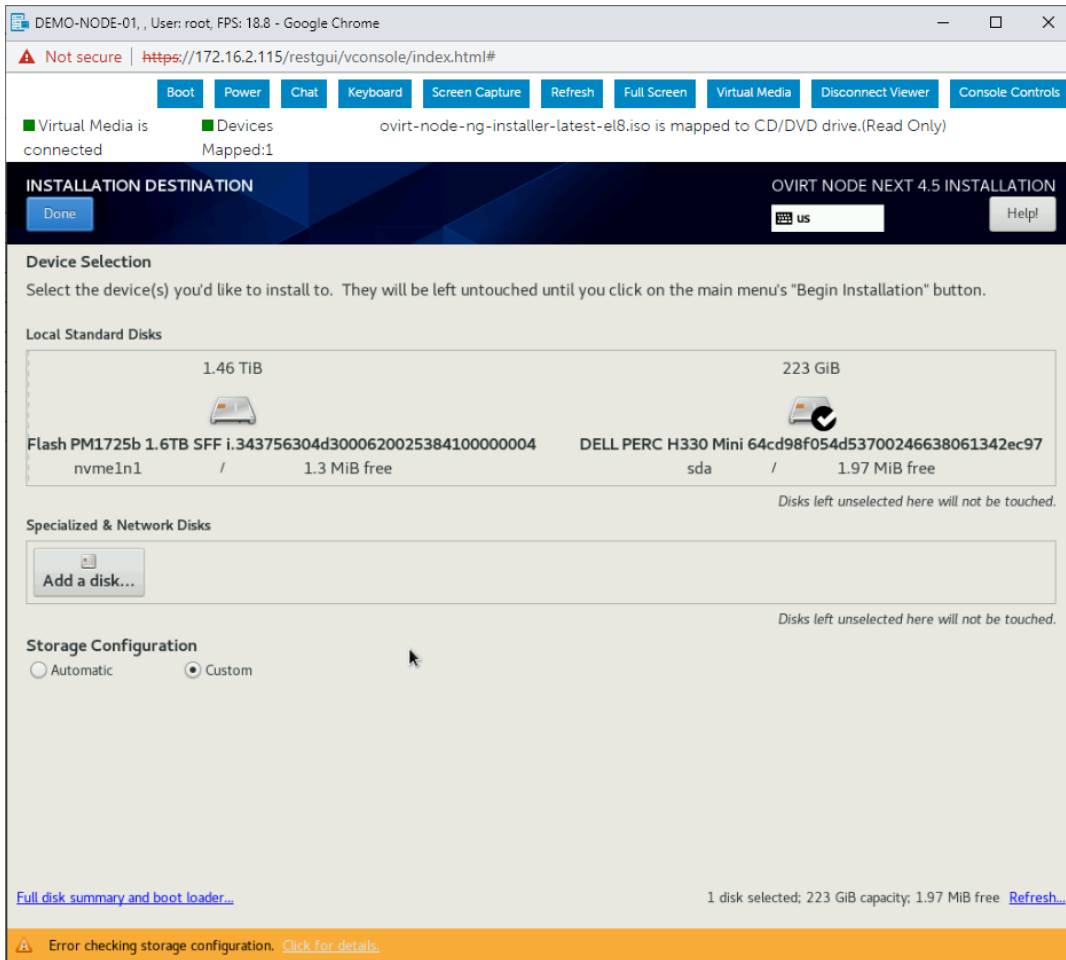 DEMO-NODE-01, , User: root, FPS: 18.8 - Google Chrome
Not secure | https://172.16.2.115/restgui/vconsole/index.html#
Boot Power Chat Keyboard Screen Capture Refresh Full Screen Virtual Media Disconnect Viewer Console Controls
Virtual Media is connected
Devices Mapped:1
ovirt-node-ng-installer-latest-el8.iso is mapped to CD/DVD drive.(Read Only)
INSTALLATION DESTINATION
OVIRT NODE NEXT 4.5 INSTALLATION
Done
us
Help!
Device Selection
Select the device(s) you'd like to install to. They will be left untouched until you click on the main menu's "Begin Installation" button.
Local Standard Disks
1.46 TiB
Flash PM1725b 1.6TB SFF i.343756304d3000620025384100000004
nvme1n1 / 1.3 MiB free
223 GiB
DELL PERC H330 Mini 64cd98f054d53700246638061342ec97
sda / 1.97 MiB free
Disks left unselected here will not be touched.
Specialized & Network Disks
Add a disk...
Disks left unselected here will not be touched.
Storage Configuration
Automatic Custom
Full disk summary and boot loader...
1 disk selected; 223 GiB capacity; 1.97 MiB free Refresh...
Error checking storage configuration. Click for details.